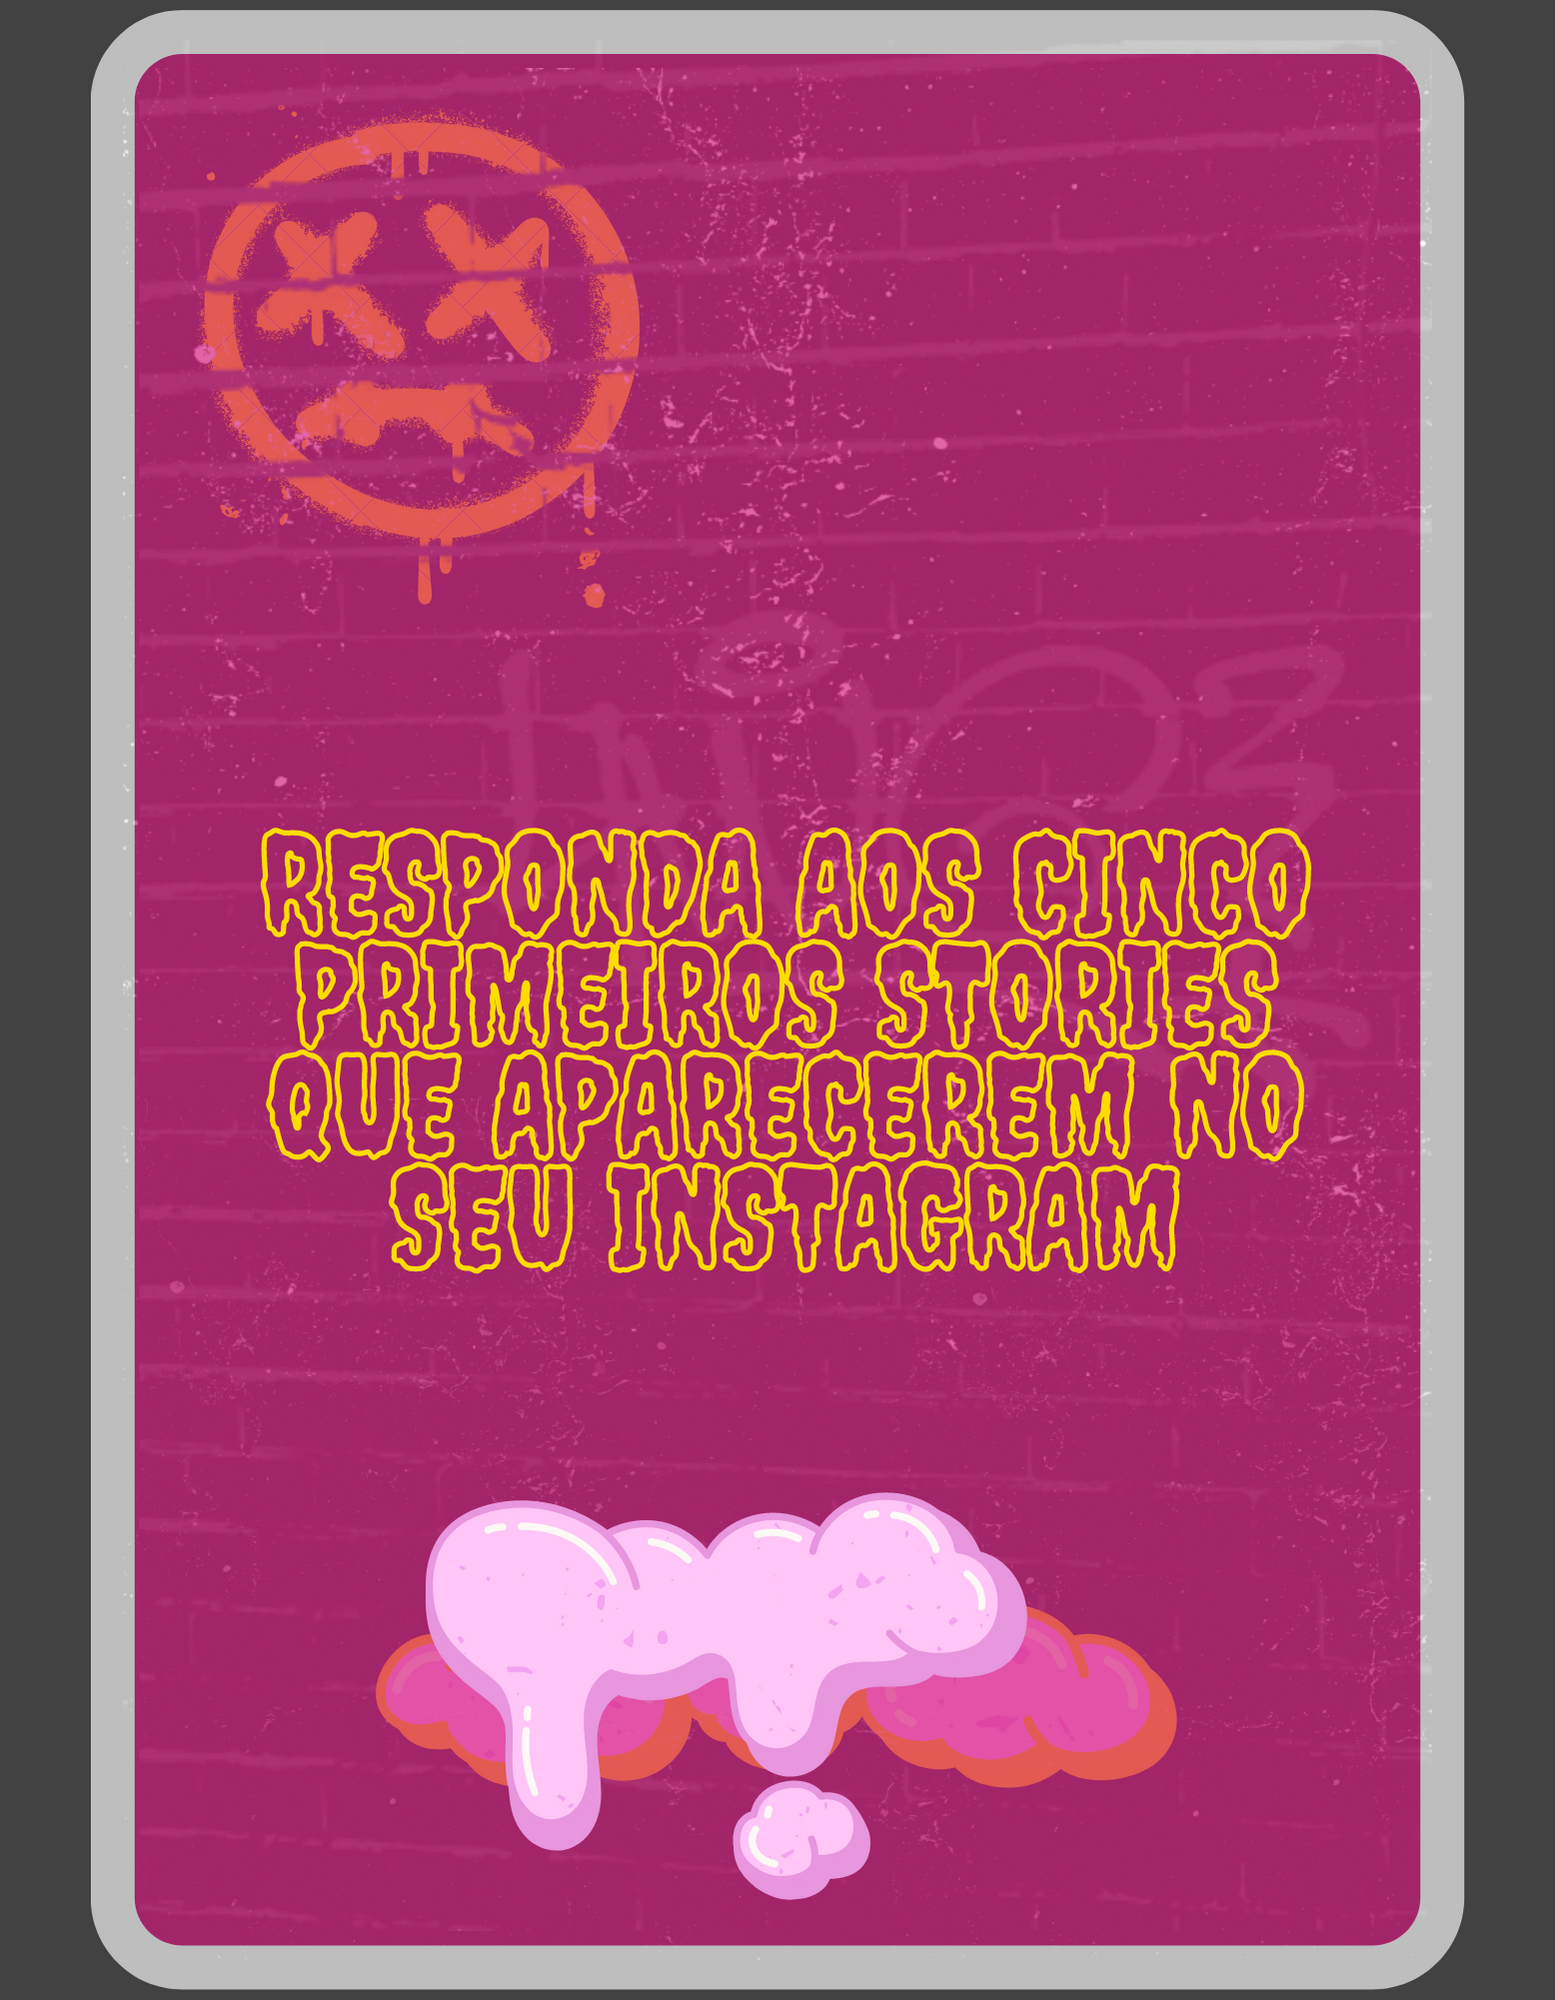 RESPONDA AOS CINCO
PRIMEIROS STORIES
QUE APARECEREM NO
SEU INSTAGRAM